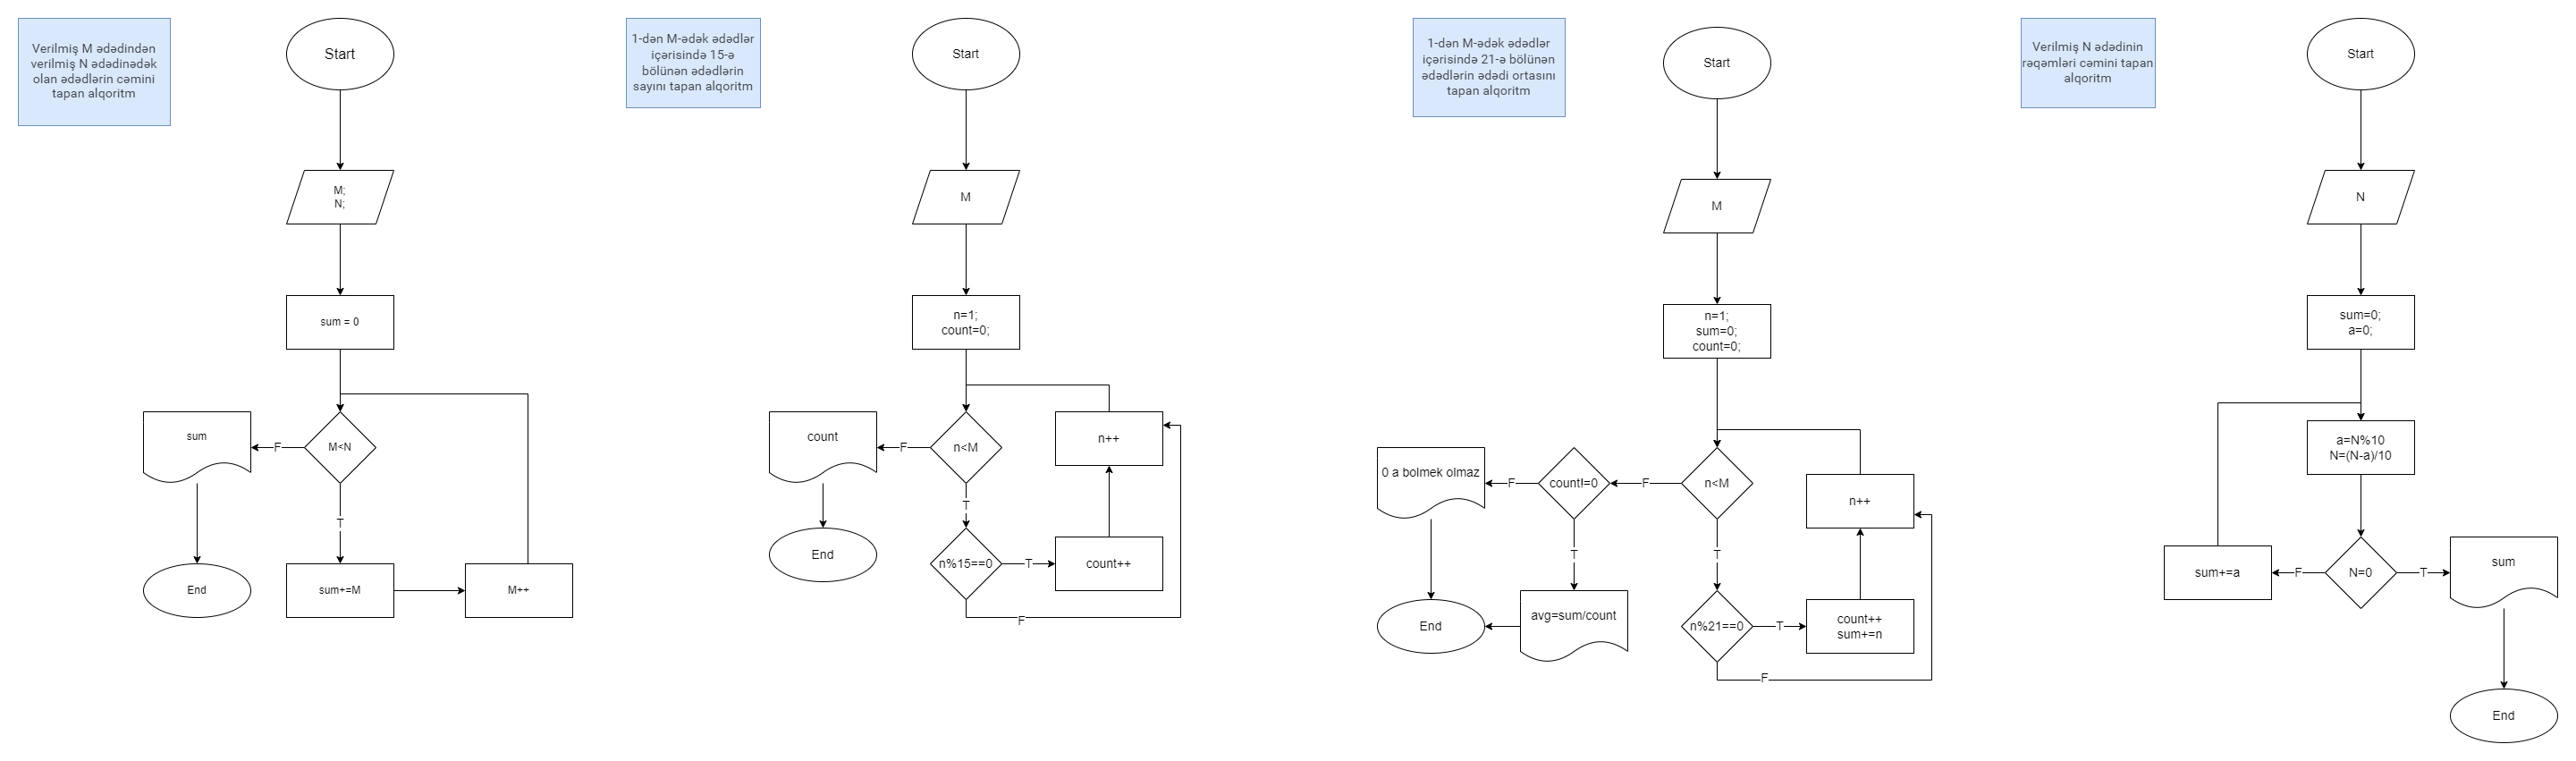 Verilmiş M ədədindən
verilmiş N ədədinədək
olan ədədlərin cəmini
tapan alqoritm
Start
M;
N;
sum = 0
M<N
F
sum
End
T
sum+=M
M++
1-dən M-ədək ədədlər
içərisində 15-ə
bölünən ədədlərin
sayını tapan alqoritm
Start
M
n=1;
count=0;
n<M
F
count
End
T
n%15==0
T
count++
n++
F
1-dən M-ədək ədədlər
içərisində 21-ə bölünən
ədədlərin ədədi ortasını
tapan alqoritm
Start
M
n=1;
sum=0;
count=0;
n<M
F
count!=0
F
0 a bolmek olmaz
End
T
avg=sum/count
T
n%21==0
T
count++
sum+=n
n++
F
Verilmiş N ədədinin
rəqəmləri cəmini tapan
alqoritm
Start
N
sum=0;
a=0;
a=N%10
N=(N-a)/10
N=0
F
sum+=a
T
sum
End